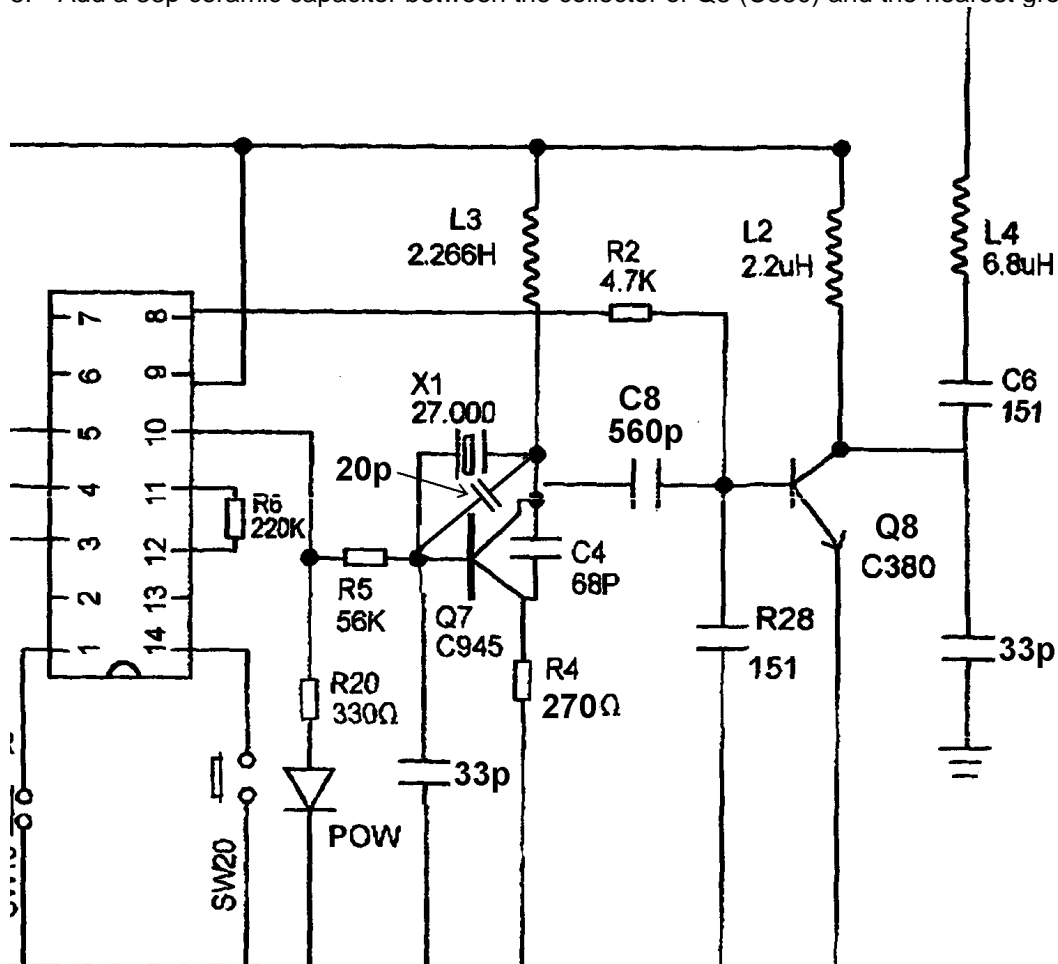 Add a 33p ceramic capacitor between the collector of Q8 (C380) and the nearest
L3
2.266H
R2
4.7K
L2
2.2uH
L4
6.8uH
7
8
6
9
X1
27.000
C8
560p
C6
151
5
10
20p
4
11
R6
220K
3
12
R5
56K
C4
68P
Q8
C380
2
13
Q7
C945
R28
151
33p
1
14
R4
270Ω
R20
330Ω
33p
POW
SW20